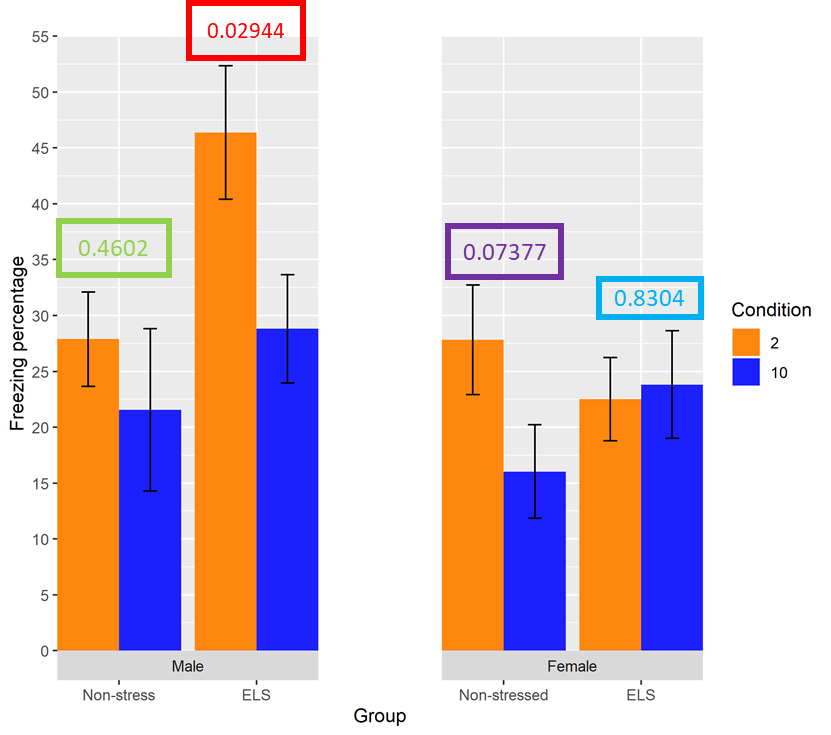 0.02944
55
50
45
40
35
30
25
20
15
10
5
0
Freezing percentage
0.4602
0.07377
0.8304
Condition
2
10
Male
Female
Non-stress ELS
Non-stressed ELS
Group